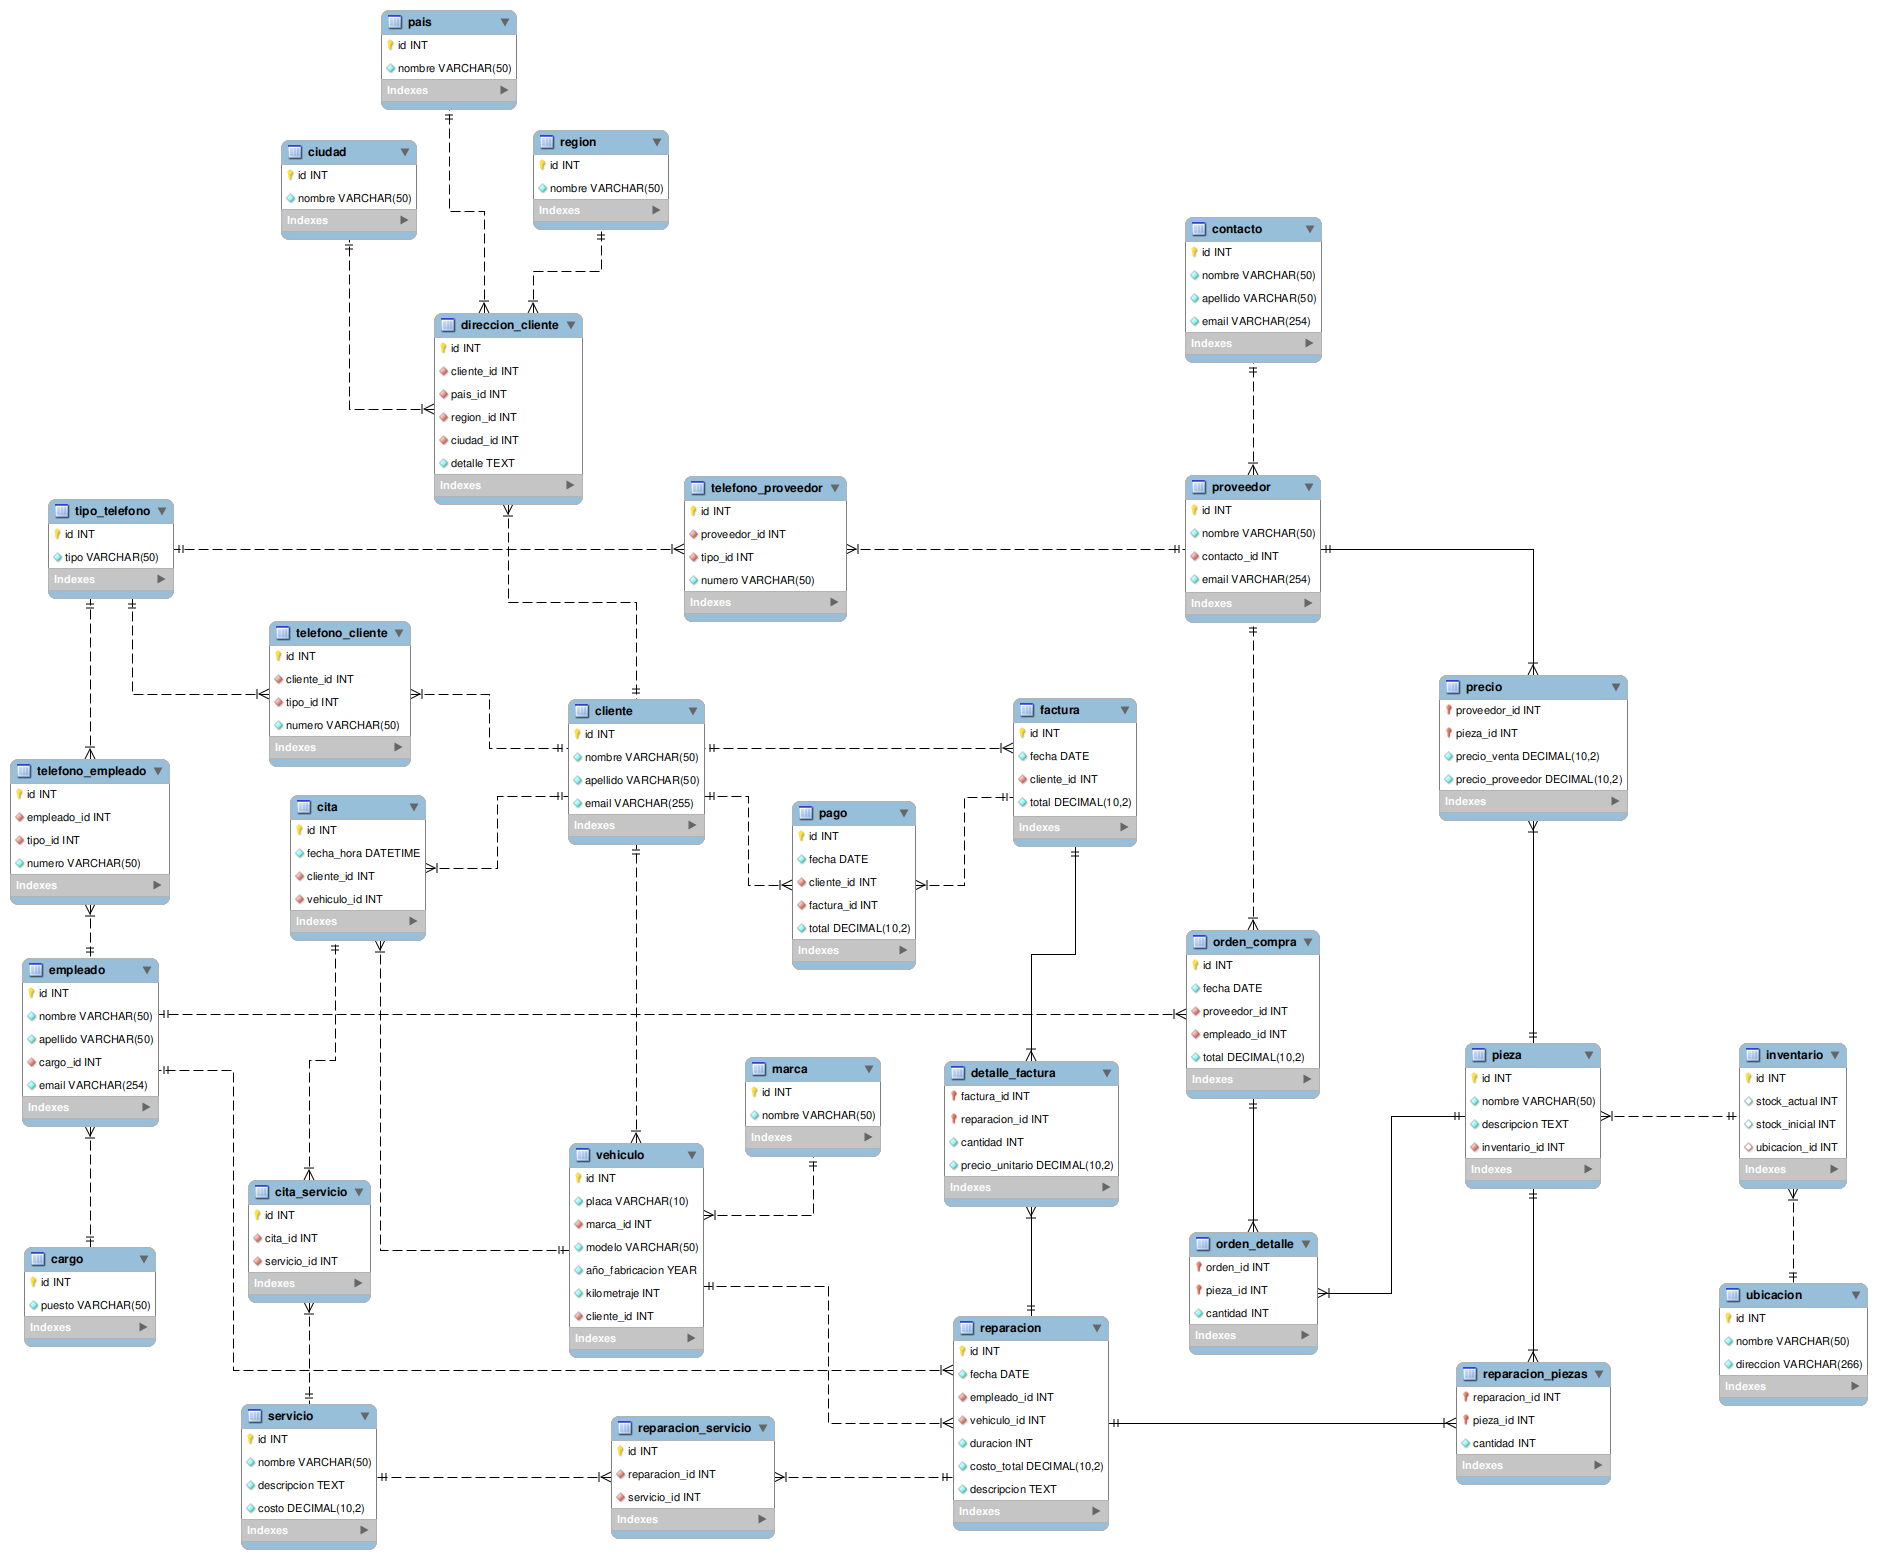 pais
id INT
nombre VARCHAR(50)
Indexes
ciudad
id INT
nombre VARCHAR(50)
Indexes
region
id INT
nombre VARCHAR(50)
Indexes
contacto
id INT
nombre VARCHAR(50)
apellido VARCHAR(50)
email VARCHAR(254)
Indexes
direccion_cliente
id INT
cliente_id INT
pais_id INT
region_id INT
ciudad_id INT
detalle TEXT
Indexes
telefono_proveedor
id INT
proveedor_id INT
tipo_id INT
numero VARCHAR(50)
Indexes
proveedor
id INT
nombre VARCHAR(50)
contacto_id INT
email VARCHAR(254)
Indexes
tipo_telefono
id INT
tipo VARCHAR(50)
Indexes
telefono_cliente
id INT
cliente_id INT
tipo_id INT
numero VARCHAR(50)
Indexes
cliente
id INT
nombre VARCHAR(50)
apellido VARCHAR(50)
email VARCHAR(255)
Indexes
factura
id INT
fecha DATE
cliente_id INT
total DECIMAL(10,2)
Indexes
precio
proveedor_id INT
pieza_id INT
precio_venta DECIMAL(10,2)
precio_proveedor DECIMAL(10,2)
Indexes
telefono_empleado
id INT
empleado_id INT
tipo_id INT
numero VARCHAR(50)
Indexes
cita
id INT
fecha_hora DATETIME
cliente_id INT
vehiculo_id INT
Indexes
pago
id INT
fecha DATE
cliente_id INT
factura_id INT
total DECIMAL(10,2)
Indexes
empleado
id INT
nombre VARCHAR(50)
apellido VARCHAR(50)
cargo_id INT
email VARCHAR(254)
Indexes
orden_compra
id INT
fecha DATE
proveedor_id INT
empleado_id INT
total DECIMAL(10,2)
Indexes
marca
id INT
nombre VARCHAR(50)
Indexes
detalle_factura
factura_id INT
reparacion_id INT
cantidad INT
precio_unitario DECIMAL(10,2)
Indexes
pieza
id INT
nombre VARCHAR(50)
descripcion TEXT
inventario_id INT
Indexes
inventario
id INT
stock_actual INT
stock_inicial INT
ubicacion_id INT
Indexes
vehiculo
id INT
placa VARCHAR(10)
marca_id INT
modelo VARCHAR(50)
año_fabricacion YEAR
kilometraje INT
cliente_id INT
Indexes
cita_servicio
id INT
cita_id INT
servicio_id INT
Indexes
cargo
id INT
puesto VARCHAR(50)
Indexes
orden_detalle
orden_id INT
pieza_id INT
cantidad INT
Indexes
ubicacion
id INT
nombre VARCHAR(50)
direccion VARCHAR(266)
Indexes
reparacion
id INT
fecha DATE
empleado_id INT
vehiculo_id INT
duracion INT
costo_total DECIMAL(10,2)
descripcion TEXT
Indexes
reparacion_piezas
reparacion_id INT
pieza_id INT
cantidad INT
Indexes
servicio
id INT
nombre VARCHAR(50)
descripcion TEXT
costo DECIMAL(10,2)
Indexes
reparacion_servicio
id INT
reparacion_id INT
servicio_id INT
Indexes